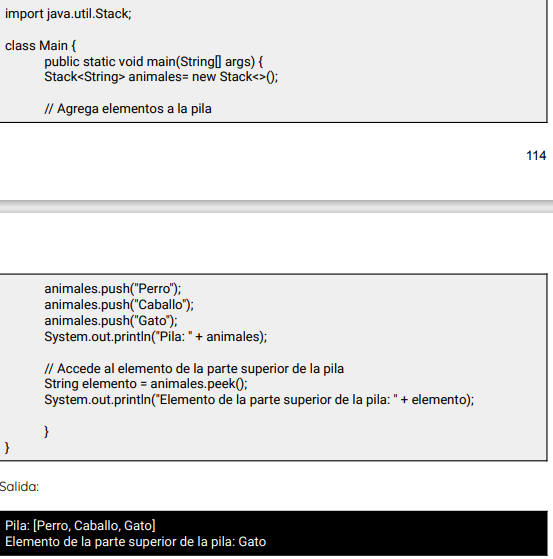 import java.util.Stack;
class Main {
public static void main(String[] args) {
Stack<String> animales= new Stack<>();
// Agrega elementos a la pila
114
animales.push("Perro");
animales.push("Caballo");
animales.push("Gato");
System.out.println("Pila: " + animales);
// Accede al elemento de la parte superior de la pila
String elemento = animales.peek();
System.out.println("Elemento de la parte superior de la pila: " + elemento);
}
}
Salida:
Pila: [Perro, Caballo, Gato]
Elemento de la parte superior de la pila: Gato